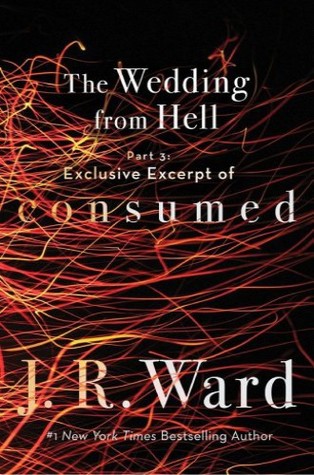 The Wedding
from Hell
Part 3:
Exclusive Excerpt of
consumed
J. R. Ward
#1 New York Times Bestselling Author